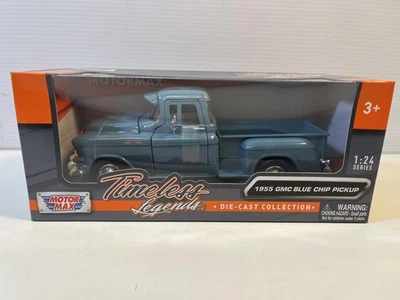 MOTORMAX
3+
1:24
SERIES
1955 GMC BLUE CHIP PICKUP
Timeless
Legends
• DIE-CAST COLLECTION •
MOTOR
MAX
WARNING:
CHOKING HAZARD - Small parts
Not for children under 3 years.